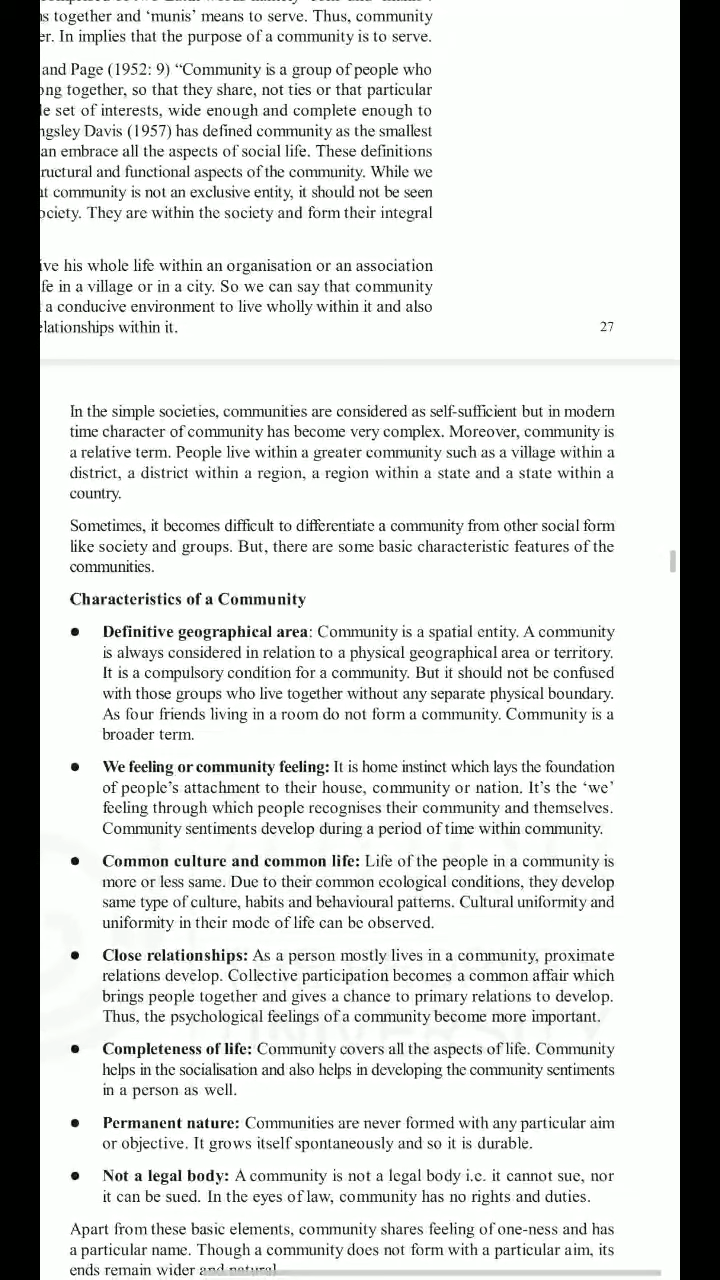 together and ‘munis’ means to serve. Thus, community
In implies that the purpose of a community is to serve.
and Page (1952: 9) “Community is a group of people who
together, so that they share, not ties or that particular
set of interests, wide enough and complete enough to
Davis (1957) has defined community as the smallest
an embrace all the aspects of social life. These definitions
and functional aspects of the community. While we
community is not an exclusive entity, it should not be seen
They are within the society and form their integral
his whole life within an organisation or an association
in a village or in a city. So we can say that community
a conducive environment to live wholly within it and also
within it.
27
In the simple societies, communities are considered as self-sufficient but in modern
time character of community has become very complex. Moreover, community is
a relative term. People live within a greater community such as a village within a
district, a district within a region, a region within a state and a state within a
country.
Sometimes, it becomes difficult to differentiate a community from other social form
like society and groups. But, there are some basic characteristic features of the
communities.
Characteristics of a Community
● Definitive geographical area: Community is a spatial entity. A community
is always considered in relation to a physical geographical area or territory.
It is a compulsory condition for a community. But it should not be confused
with those groups who live together without any separate physical boundary.
As four friends living in a room do not form a community. Community is a
broader term.
● We feeling or community feeling: It is home instinct which lays the foundation
of people’s attachment to their house, community or nation. It’s the ‘we’
feeling through which people recognises their community and themselves.
Community sentiments develop during a period of time within community.
● Common culture and common life: Life of the people in a community is
more or less same. Due to their common ecological conditions, they develop
same type of culture, habits and behavioural patterns. Cultural uniformity and
uniformity in their mode of life can be observed.
● Close relationships: As a person mostly lives in a community, proximate
relations develop. Collective participation becomes a common affair which
brings people together and gives a chance to primary relations to develop.
Thus, the psychological feelings of a community become more important.
● Completeness of life: Community covers all the aspects of life. Community
helps in the socialisation and also helps in developing the community sentiments
in a person as well.
● Permanent nature: Communities are never formed with any particular aim
or objective. It grows itself spontaneously and so it is durable.
● Not a legal body: A community is not a legal body i.e. it cannot sue, nor
it can be sued. In the eyes of law, community has no rights and duties.
Apart from these basic elements, community shares feeling of one-ness and has
a particular name. Though a community does not form with a particular aim, its
ends remain wider and natural